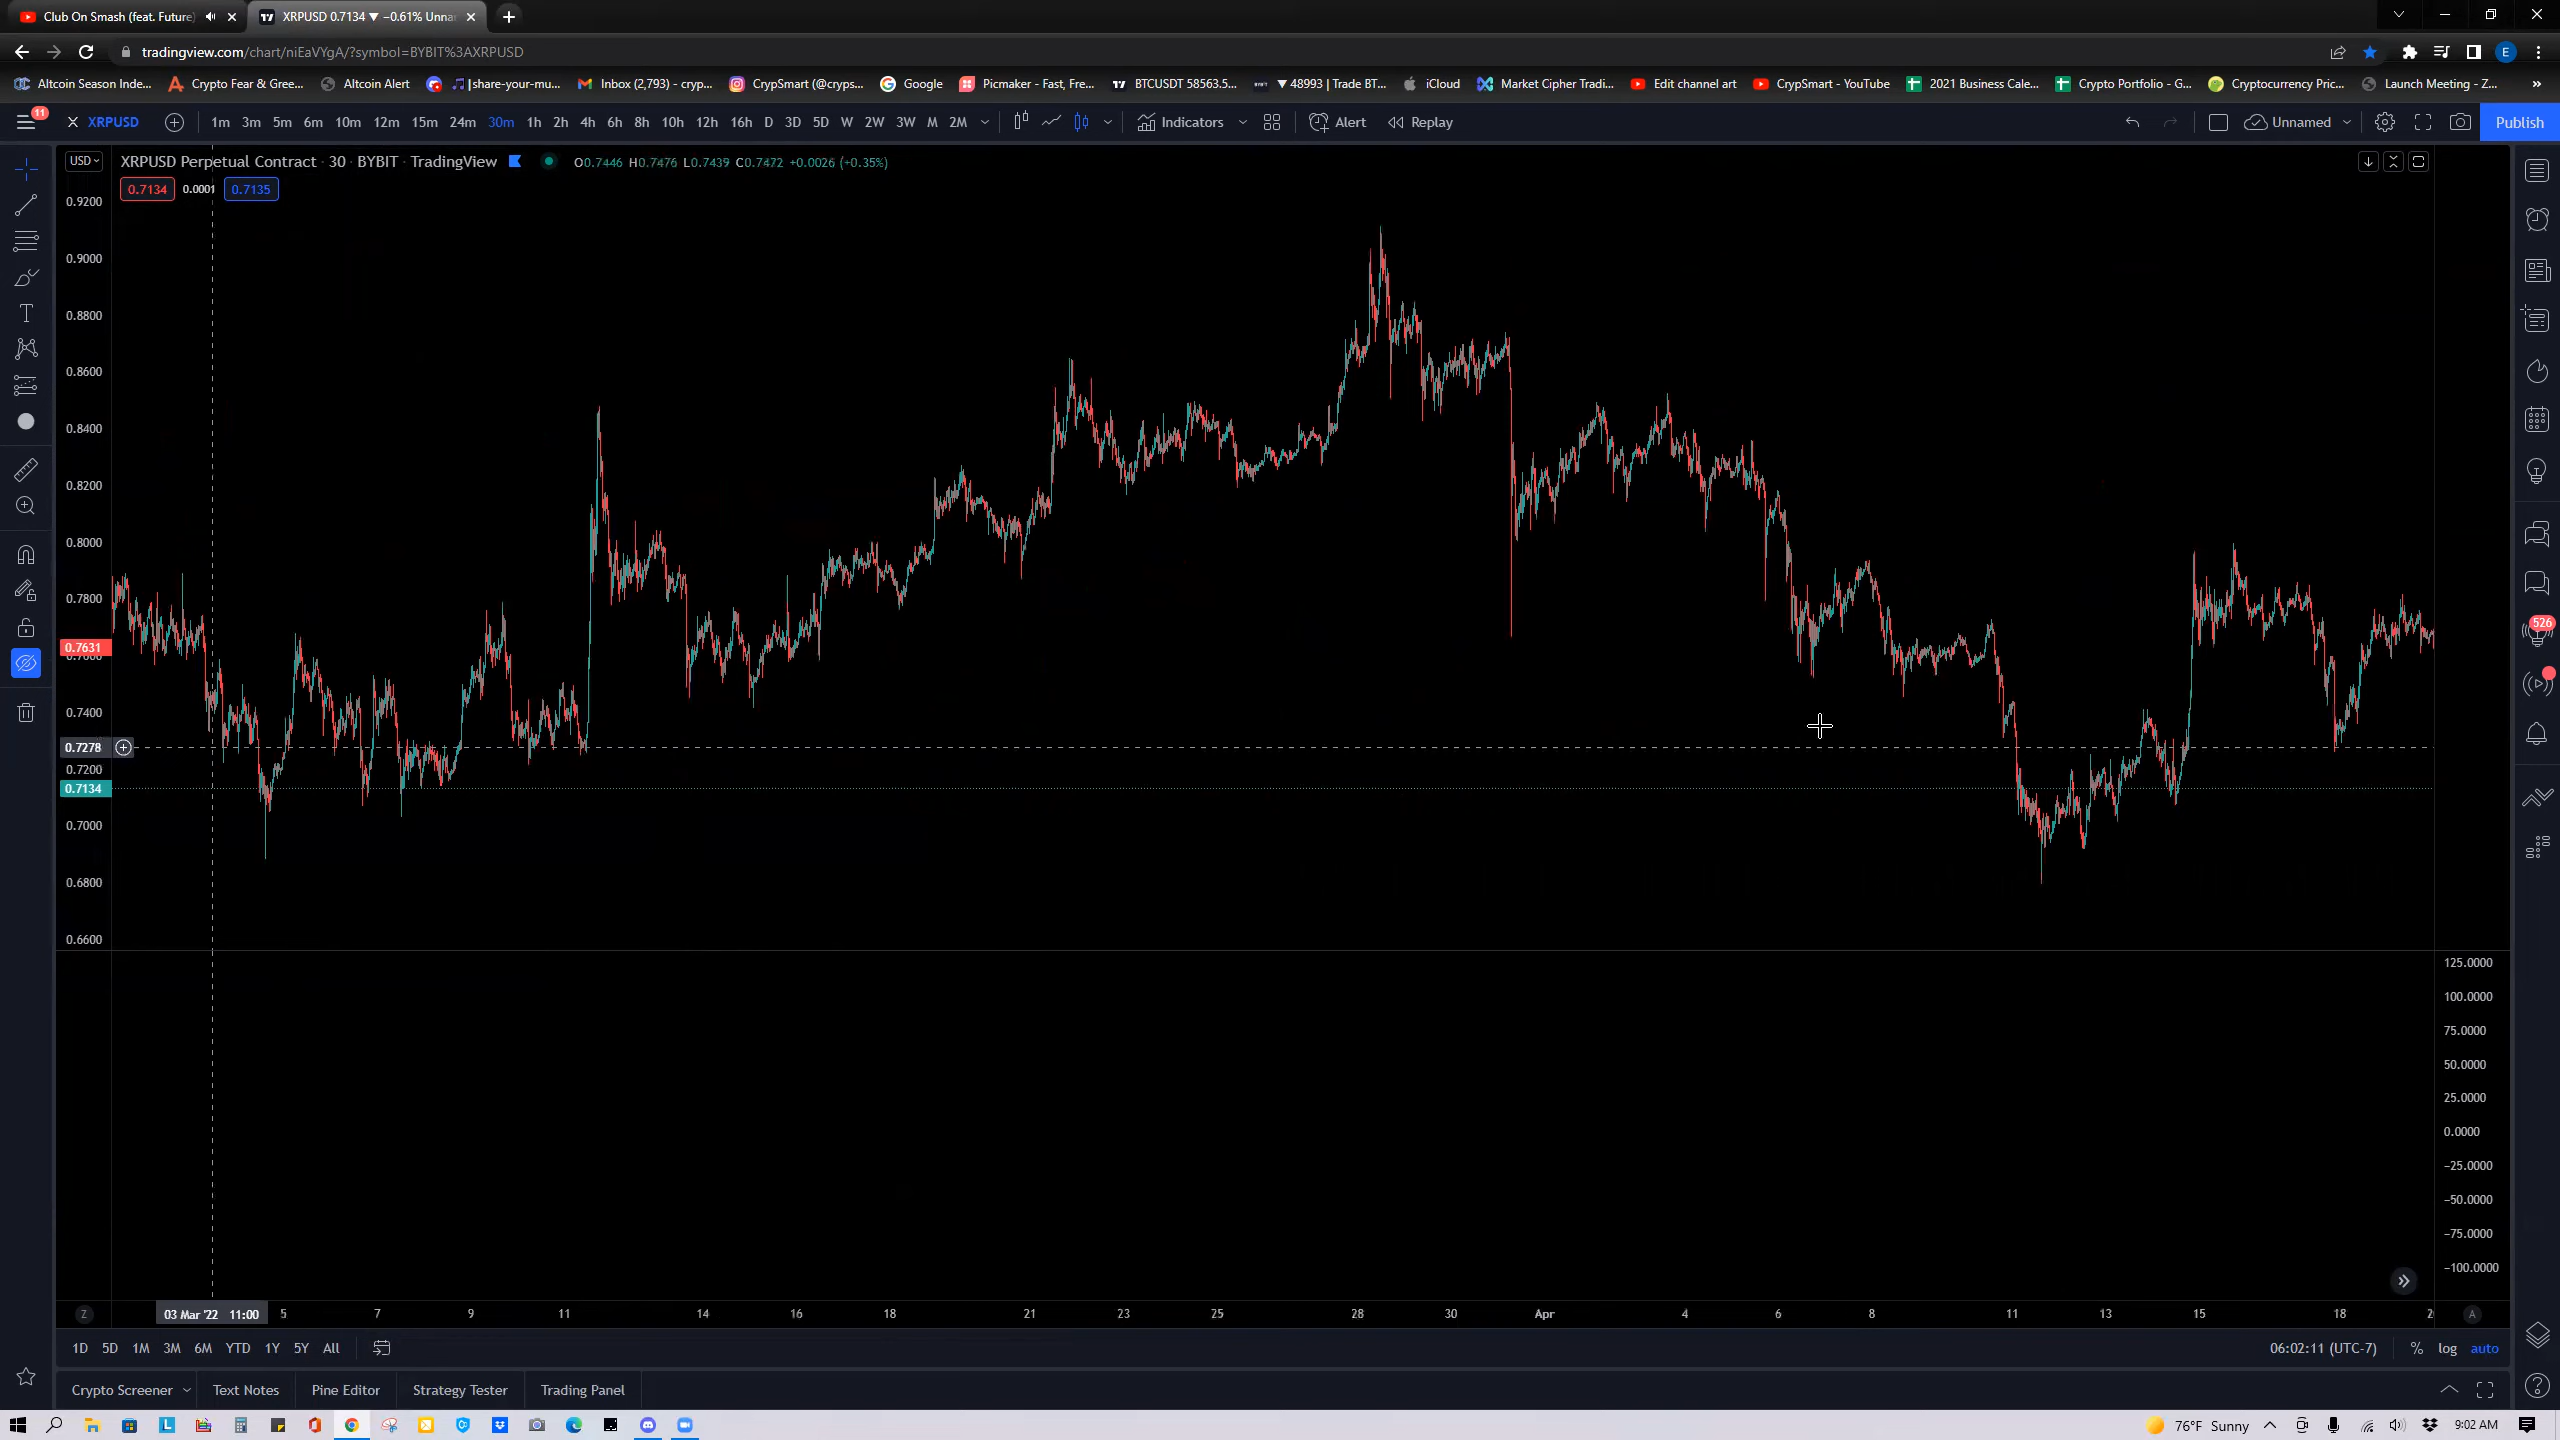 Club On Smash (feat. Future)
XRPUSD 0.7134 ▼ −0.61% Unna
tradingview.com/chart/niEaVYgA/?symbol=BYBIT%3AXRPUSD
E
Altcoin Season Inde... Crypto Fear & Gree... Altcoin Alert 🎵|share-your-mu... Inbox (2,793) - cryp... CrypSmart (@cryps... Google Picmaker - Fast, Fre... BTCUSDT 58563.5... ▼ 48993 | Trade BT... iCloud Market Cipher Tradi... Edit channel art CrypSmart - YouTube 2021 Business Cale... Crypto Portfolio - G... Cryptocurrency Pric... Launch Meeting - Z... »
11 XRPUSD 1m 3m 5m 6m 10m 12m 15m 24m 30m 1h 2h 4h 6h 8h 10h 12h 16h D 3D 5D W 2W 3W M 2M Indicators Alert Replay Unnamed Publish
USD XRPUSD Perpetual Contract · 30 · BYBIT · TradingView O0.7446 H0.7476 L0.7439 C0.7472 +0.0026 (+0.35%)
0.7134 0.0001 0.7135
0.9200
0.9000
0.8800
0.8600
0.8400
0.8200
0.8000
0.7800
526
0.7631
0.7400
0.7278
0.7200
0.7134
0.7000
0.6800
0.6600
125.0000
100.0000
75.0000
50.0000
25.0000
0.0000
−25.0000
−50.0000
−75.0000
−100.0000
Z 03 Mar '22 11:00 5 7 9 11 14 16 18 21 23 25 28 30 Apr 4 6 8 11 13 15 18 A
1D 5D 1M 3M 6M YTD 1Y 5Y All 06:02:11 (UTC-7) % log auto
Crypto Screener Text Notes Pine Editor Strategy Tester Trading Panel
76°F Sunny 9:02 AM